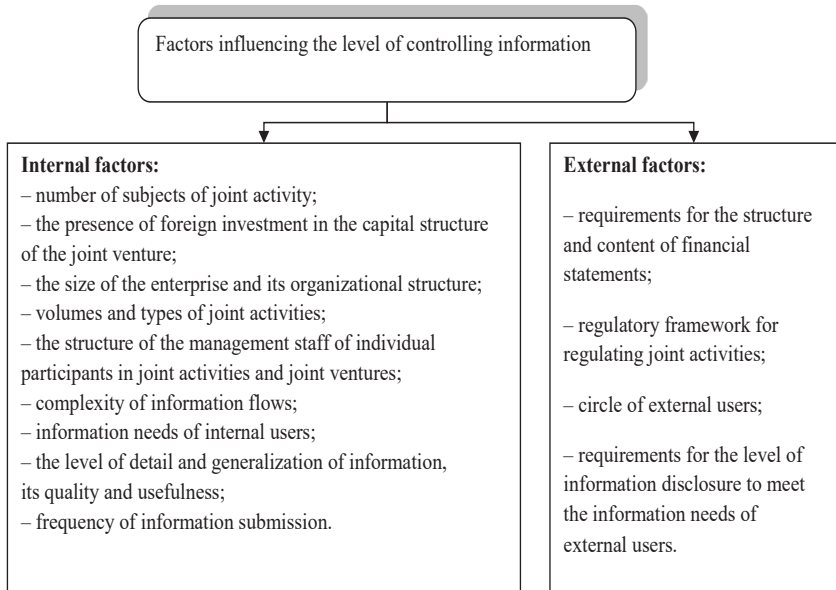 Factors influencing the level of controlling information
Internal factors:
– number of subjects of joint activity;
– the presence of foreign investment in the capital structure
of the joint venture;
– the size of the enterprise and its organizational structure;
– volumes and types of joint activities;
– the structure of the management staff of individual
participants in joint activities and joint ventures;
– complexity of information flows;
– information needs of internal users;
– the level of detail and generalization of information,
its quality and usefulness;
– frequency of information submission.
External factors:
– requirements for the structure
and content of financial
statements;
– regulatory framework for
regulating joint activities;
– circle of external users;
– requirements for the level of
information disclosure to meet
the information needs of
external users.